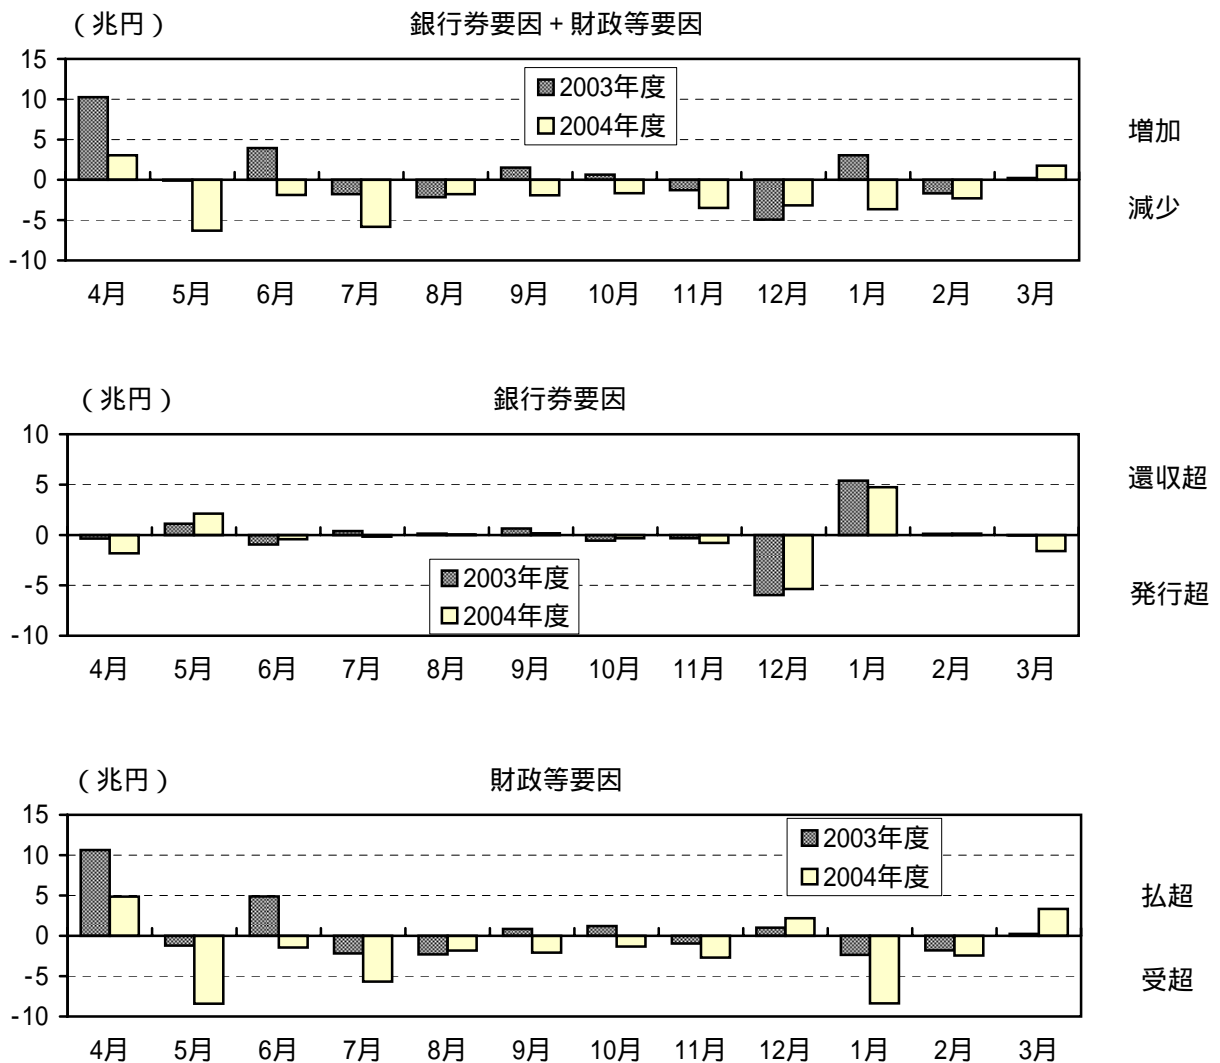 （兆円） 銀行券要因+財政等要因
15
10
5
0
-5
-10
2003年度
2004年度
増加
減少
4月 5月 6月 7月 8月 9月 10月 11月 12月 1月 2月 3月
（兆円） 銀行券要因
10
5
0
-5
-10
2003年度
2004年度
還収超
発行超
4月 5月 6月 7月 8月 9月 10月 11月 12月 1月 2月 3月
（兆円） 財政等要因
15
10
5
0
-5
-10
2003年度
2004年度
払超
受超
4月 5月 6月 7月 8月 9月 10月 11月 12月 1月 2月 3月